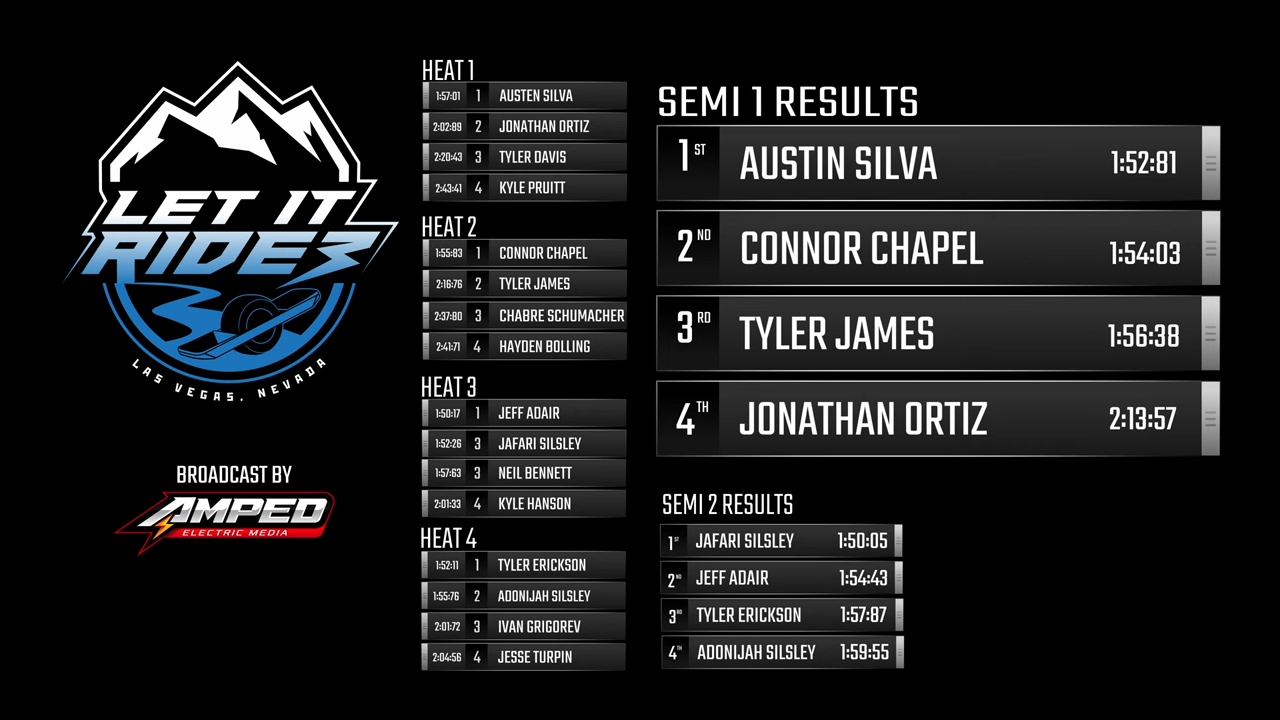 LET IT
RIDE 3
LAS VEGAS, NEVADA
BROADCAST BY
AMPED
ELECTRIC MEDIA
HEAT 1
1:57:01 1 AUSTEN SILVA
2:02:89 2 JONATHAN ORTIZ
2:20:43 3 TYLER DAVIS
2:43:41 4 KYLE PRUITT
HEAT 2
1:55:83 1 CONNOR CHAPEL
2:16:76 2 TYLER JAMES
2:37:80 3 CHABRE SCHUMACHER
2:41:71 4 HAYDEN BOLLING
HEAT 3
1:50:17 1 JEFF ADAIR
1:52:26 3 JAFARI SILSLEY
1:57:63 3 NEIL BENNETT
2:01:33 4 KYLE HANSON
HEAT 4
1:52:11 1 TYLER ERICKSON
1:55:76 2 ADONIJAH SILSLEY
2:01:72 3 IVAN GRIGOREV
2:04:56 4 JESSE TURPIN
SEMI 1 RESULTS
1ST AUSTIN SILVA 1:52:81
2ND CONNOR CHAPEL 1:54:03
3RD TYLER JAMES 1:56:38
4TH JONATHAN ORTIZ 2:13:57
SEMI 2 RESULTS
1ST JAFARI SILSLEY 1:50:05
2ND JEFF ADAIR 1:54:43
3RD TYLER ERICKSON 1:57:87
4TH ADONIJAH SILSLEY 1:59:55